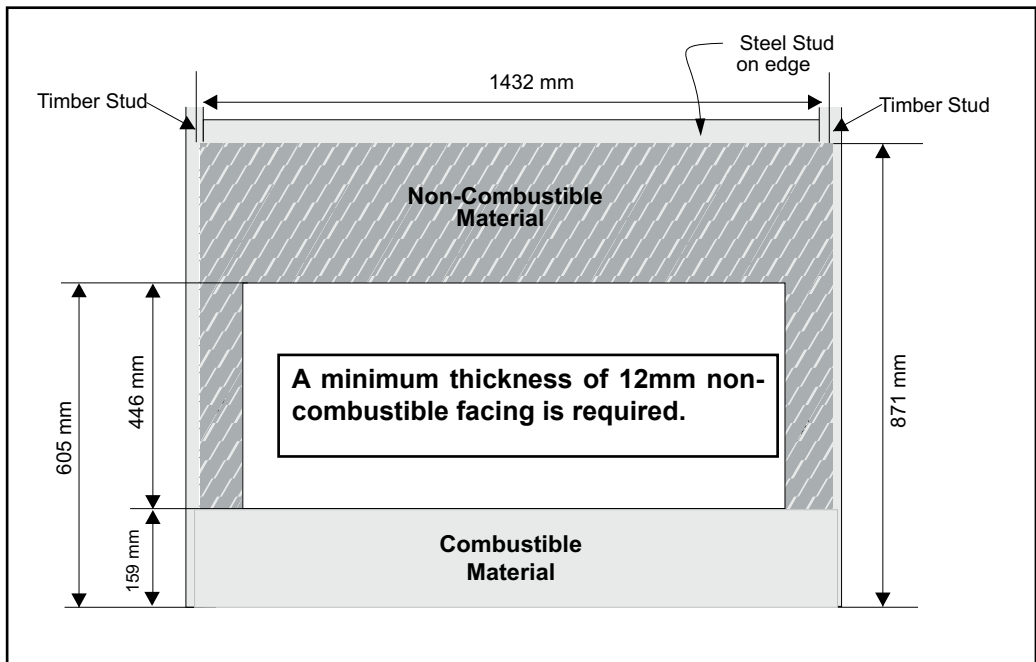 Steel Stud
on edge
1432 mm
Timber Stud
Timber Stud
Non-Combustible
Material
A minimum thickness of 12mm non-
combustible facing is required.
605 mm
446 mm
159 mm
871 mm
Combustible
Material